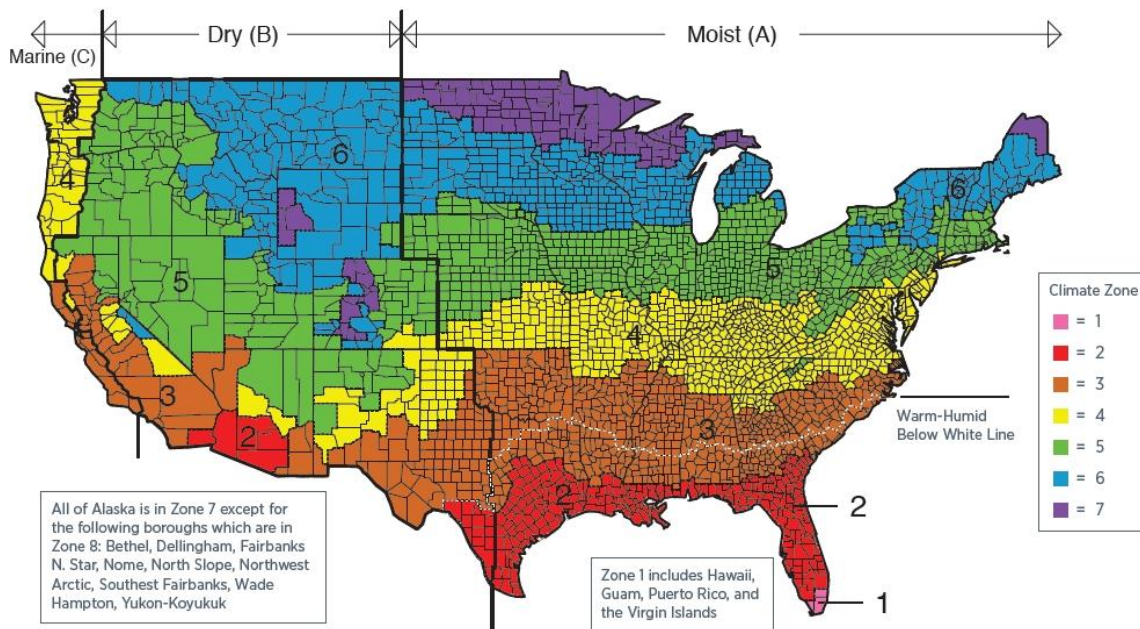 Marine (C)
Dry (B)
Moist (A)
7
6
6
4
6
5
5
4
3
3
2
2
2
1
Climate Zone
= 1
= 2
= 3
= 4
= 5
= 6
= 7
Warm-Humid
Below White Line
All of Alaska is in Zone 7 except for
the following boroughs which are in
Zone 8: Bethel, Dellingham, Fairbanks
N. Star, Nome, North Slope, Northwest
Arctic, Southest Fairbanks, Wade
Hampton, Yukon-Koyukuk
Zone 1 includes Hawaii,
Guam, Puerto Rico, and
the Virgin Islands